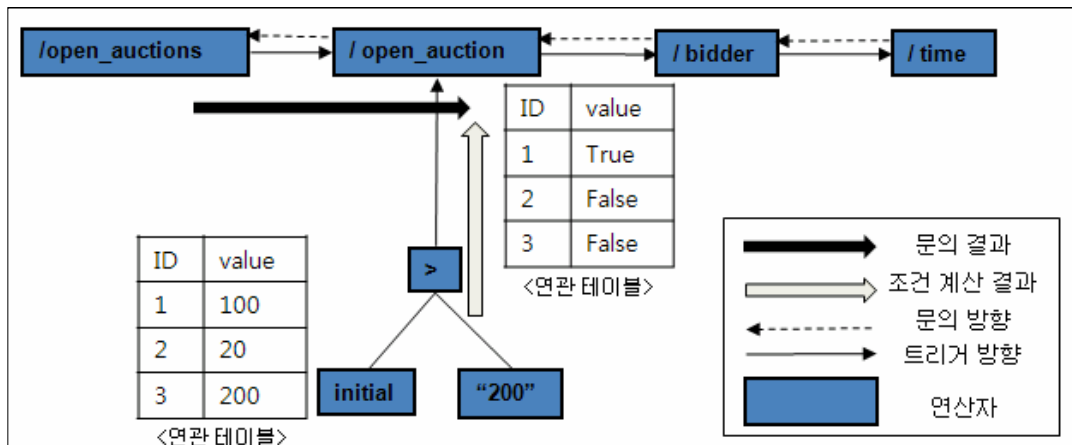 /open_auctions
/ open_auction
/ bidder
/ time
ID value
1 True
2 False
3 False
<연관 테이블>
>
ID value
1 100
2 20
3 200
<연관 테이블>
initial
“200”
문의 결과
조건 계산 결과
문의 방향
트리거 방향
연산자